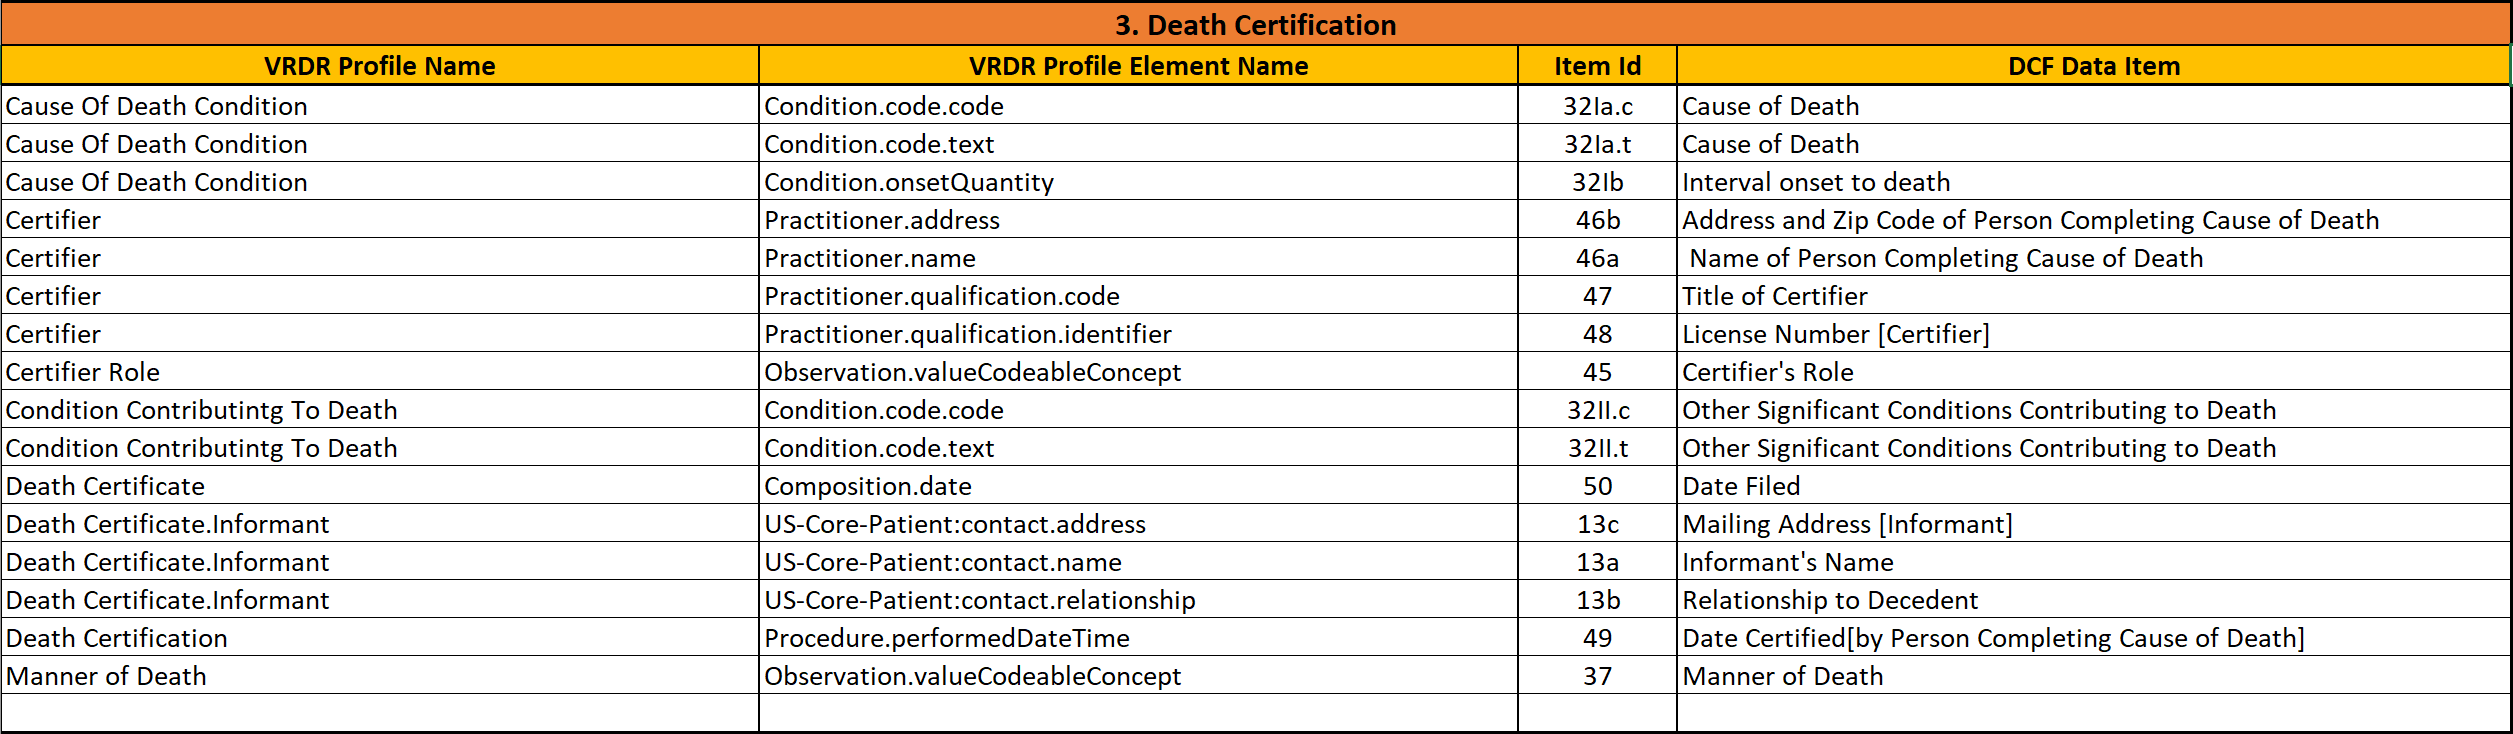 3. Death Certification
VRDR Profile Name VRDR Profile Element Name Item Id DCF Data Item
Cause Of Death Condition Condition.code.code 32Ia.c Cause of Death
Cause Of Death Condition Condition.code.text 32Ia.t Cause of Death
Cause Of Death Condition Condition.onsetQuantity 32Ib Interval onset to death
Certifier Practitioner.address 46b Address and Zip Code of Person Completing Cause of Death
Certifier Practitioner.name 46a Name of Person Completing Cause of Death
Certifier Practitioner.qualification.code 47 Title of Certifier
Certifier Practitioner.qualification.identifier 48 License Number [Certifier]
Certifier Role Observation.valueCodeableConcept 45 Certifier's Role
Condition Contributintg To Death Condition.code.code 32II.c Other Significant Conditions Contributing to Death
Condition Contributintg To Death Condition.code.text 32II.t Other Significant Conditions Contributing to Death
Death Certificate Composition.date 50 Date Filed
Death Certificate.Informant US-Core-Patient:contact.address 13c Mailing Address [Informant]
Death Certificate.Informant US-Core-Patient:contact.name 13a Informant's Name
Death Certificate.Informant US-Core-Patient:contact.relationship 13b Relationship to Decedent
Death Certification Procedure.performedDateTime 49 Date Certified[by Person Completing Cause of Death]
Manner of Death Observation.valueCodeableConcept 37 Manner of Death